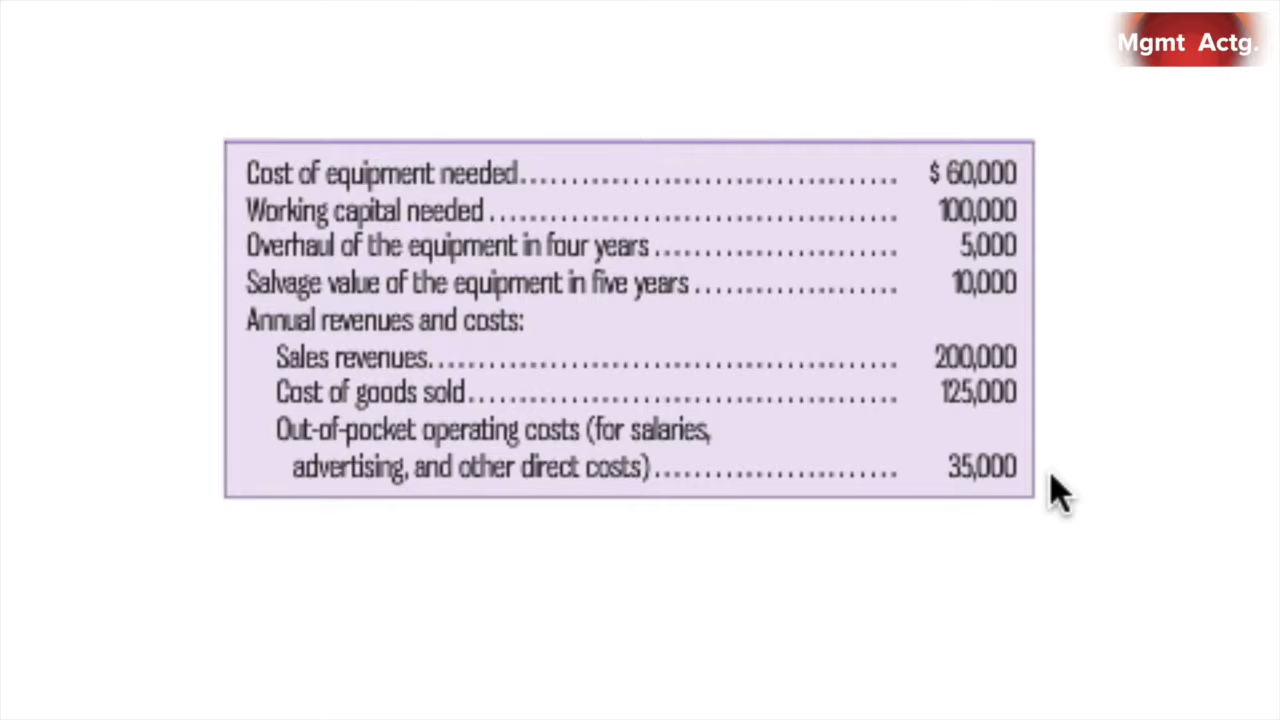 Mgmt Actg.
Cost of equipment needed........................................ $ 60,000
Working capital needed........................................ 100,000
Overhaul of the equipment in four years........................ 5,000
Salvage value of the equipment in five years.................... 10,000
Annual revenues and costs:
Sales revenues........................................ 200,000
Cost of goods sold........................................ 125,000
Out-of-pocket operating costs (for salaries,
advertising, and other direct costs)........................ 35,000